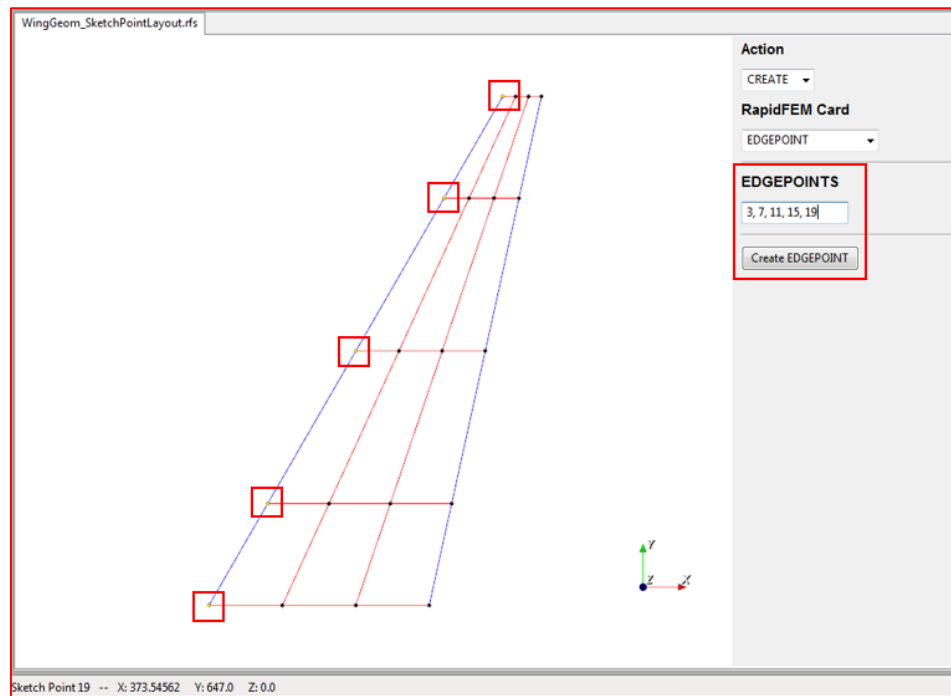 WingGeom_SketchPointLayout.rfs
Action
CREATE
RapidFEM Card
EDGEPOINT
EDGEPOINTS
3, 7, 11, 15, 19
Create EDGEPOINT
Y
Z
X
Sketch Point 19 -- X: 373.54562 Y: 647.0 Z: 0.0